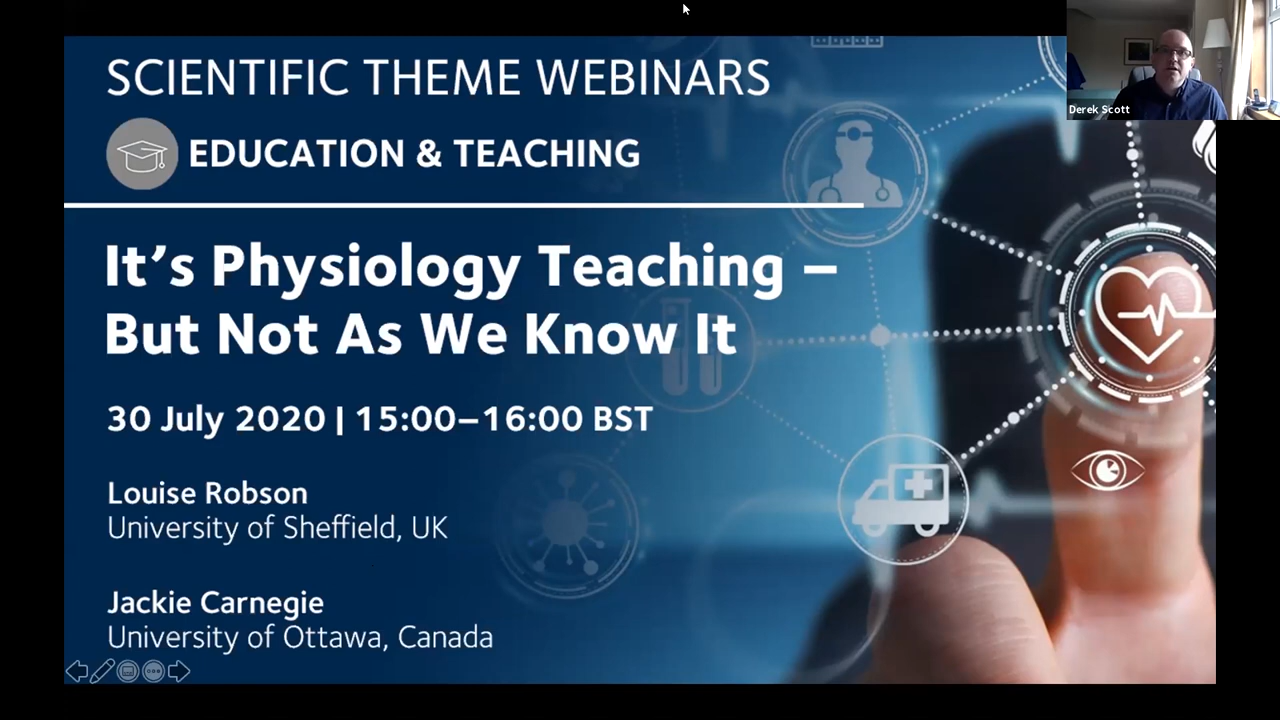 SCIENTIFIC THEME WEBINARS
EDUCATION & TEACHING
It’s Physiology Teaching –
But Not As We Know It
30 July 2020 | 15:00–16:00 BST
Louise Robson
University of Sheffield, UK
Jackie Carnegie
University of Ottawa, Canada
Derek Scott